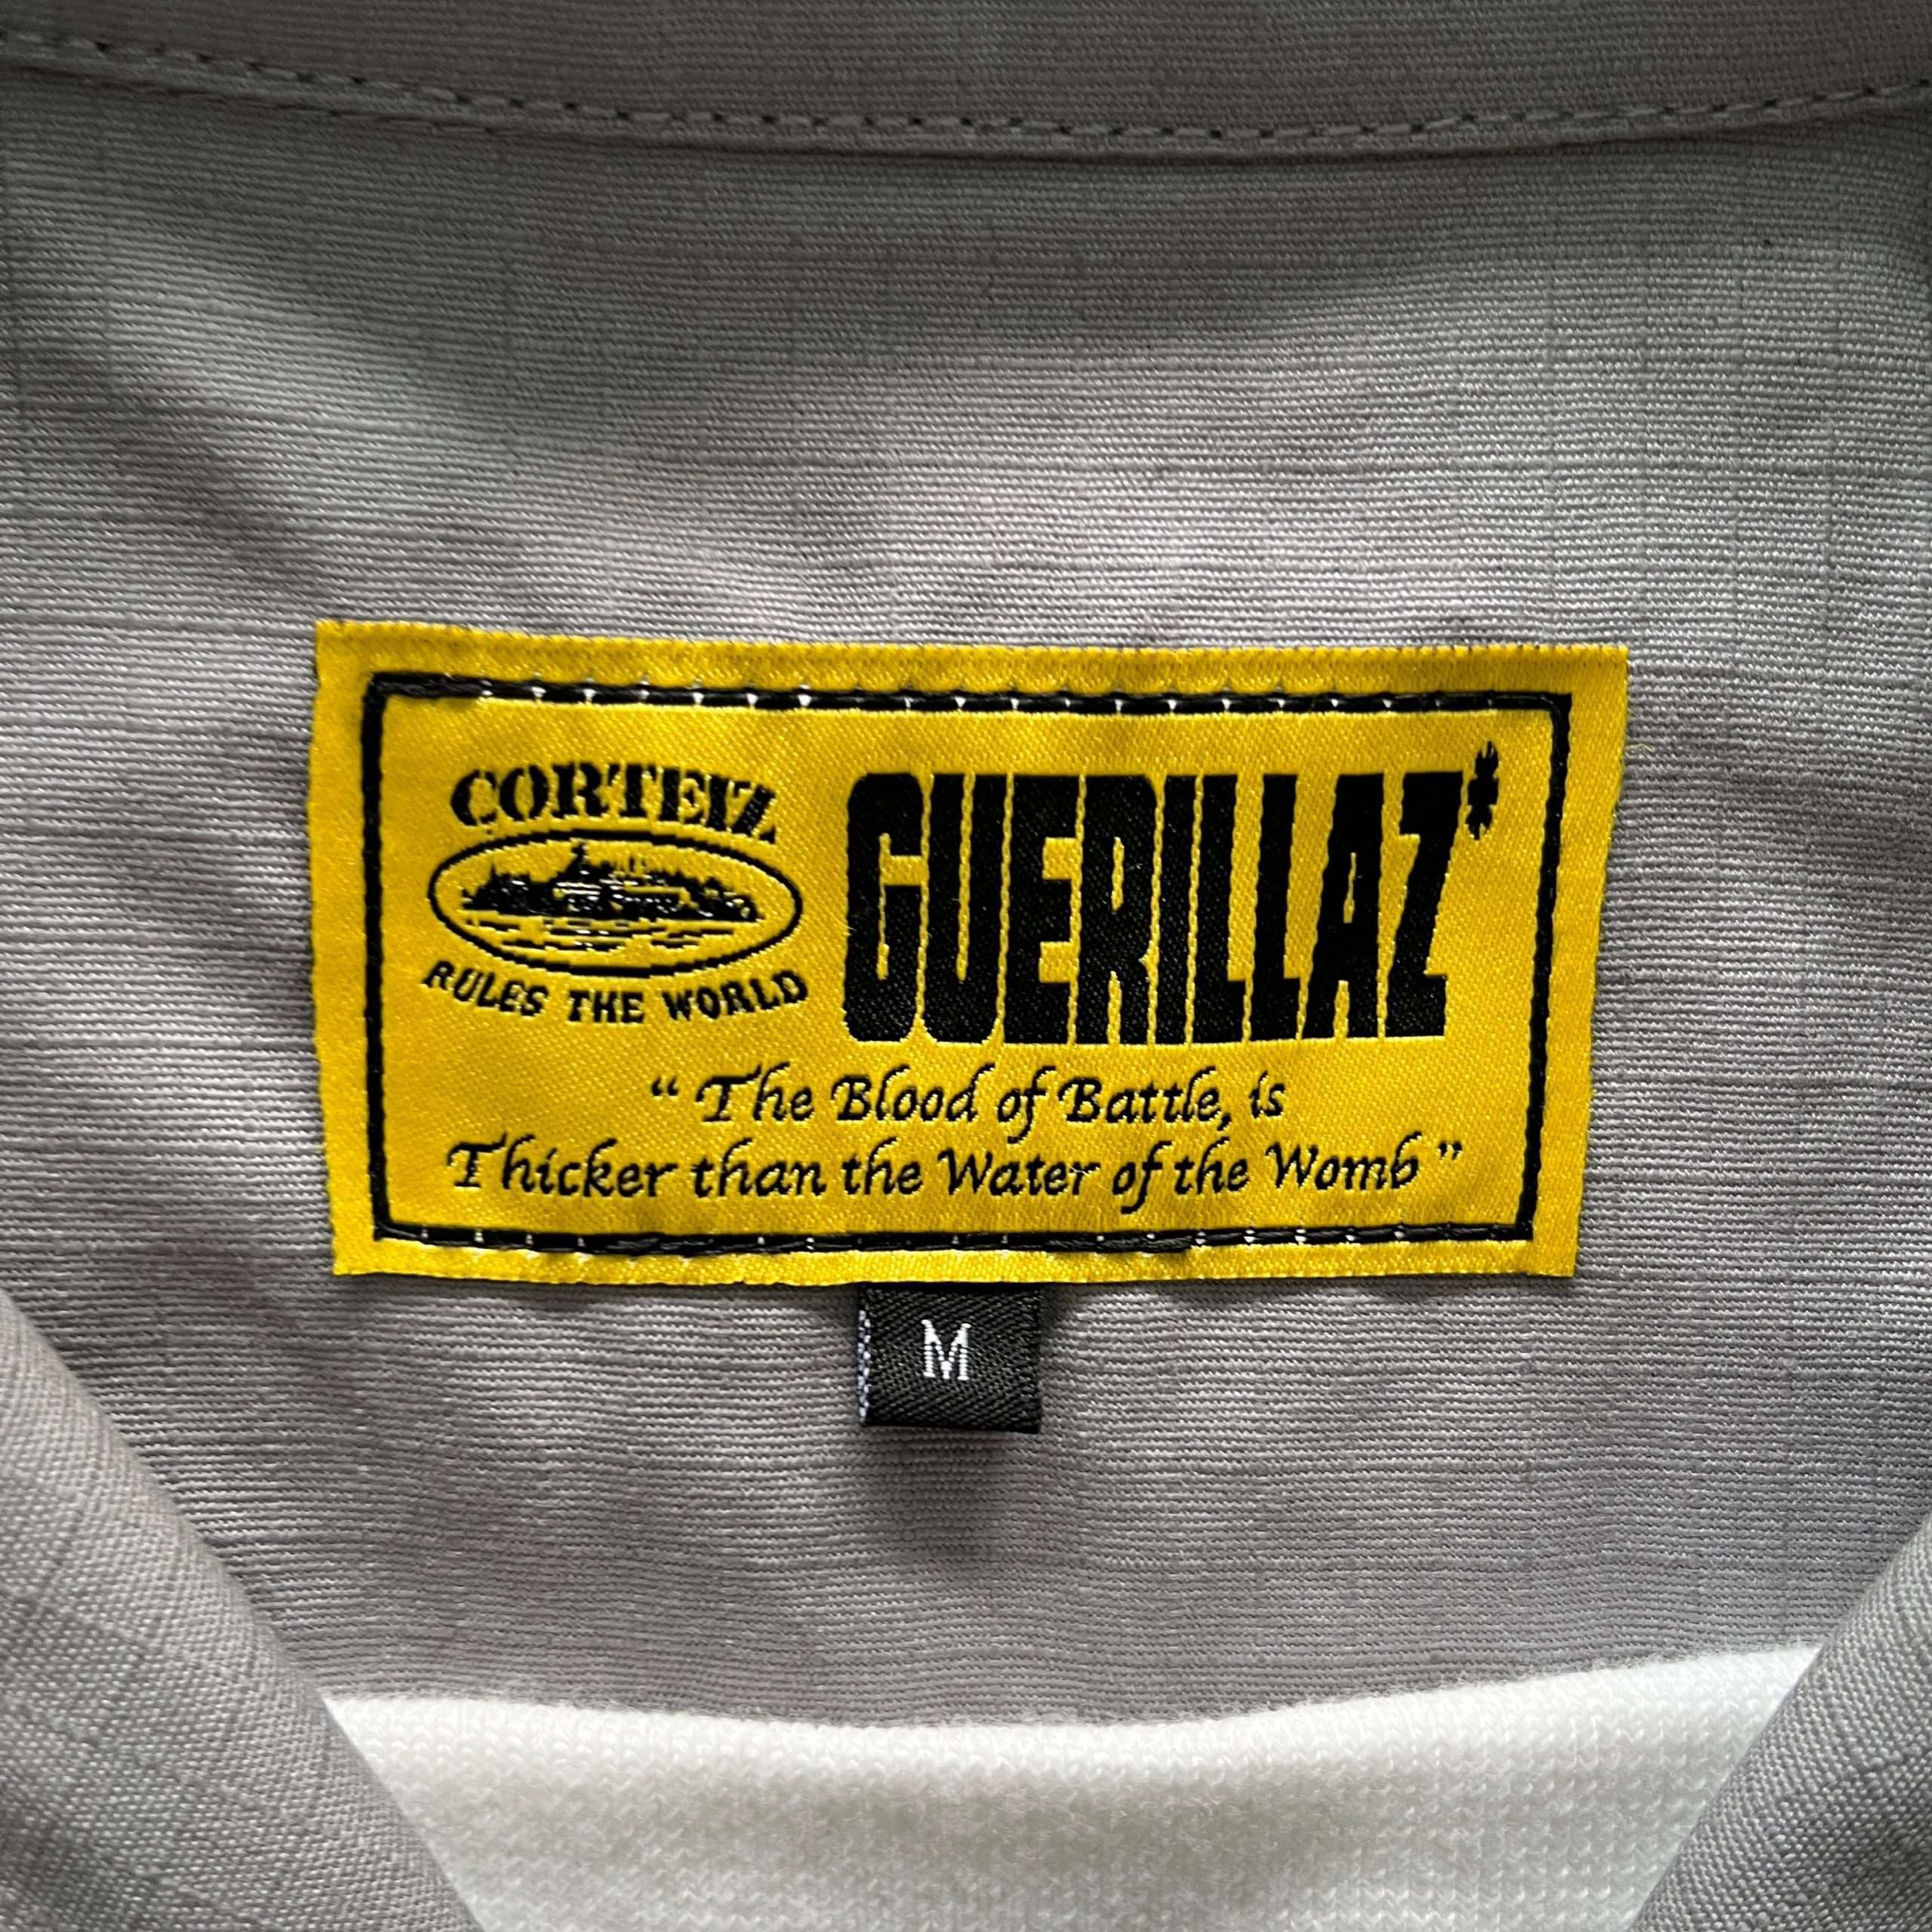 CORTEIZ
RULES THE WORLD
GUERILLAZ
“The Blood of Battle, is
Thicker than the Water of the Womb”
M